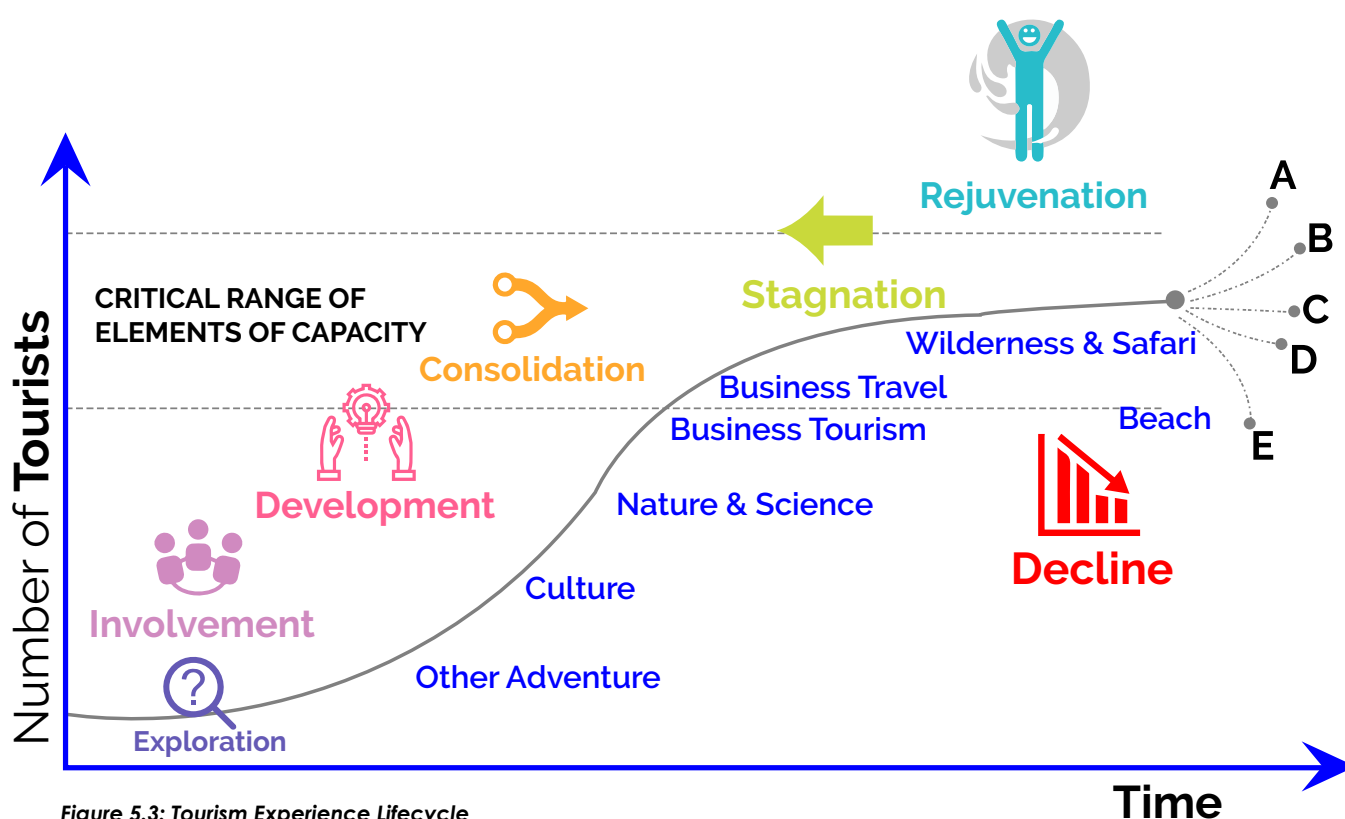 Rejuvenation
A
B
CRITICAL RANGE OF
ELEMENTS OF CAPACITY
Stagnation
C
Wilderness & Safari
D
Consolidation
Business Travel
Beach
Business Tourism
E
Number of Tourists
Development
Nature & Science
Decline
Culture
Involvement
Other Adventure
?
Exploration
Time
Figure 5.3: Tourism Experience Lifecycle